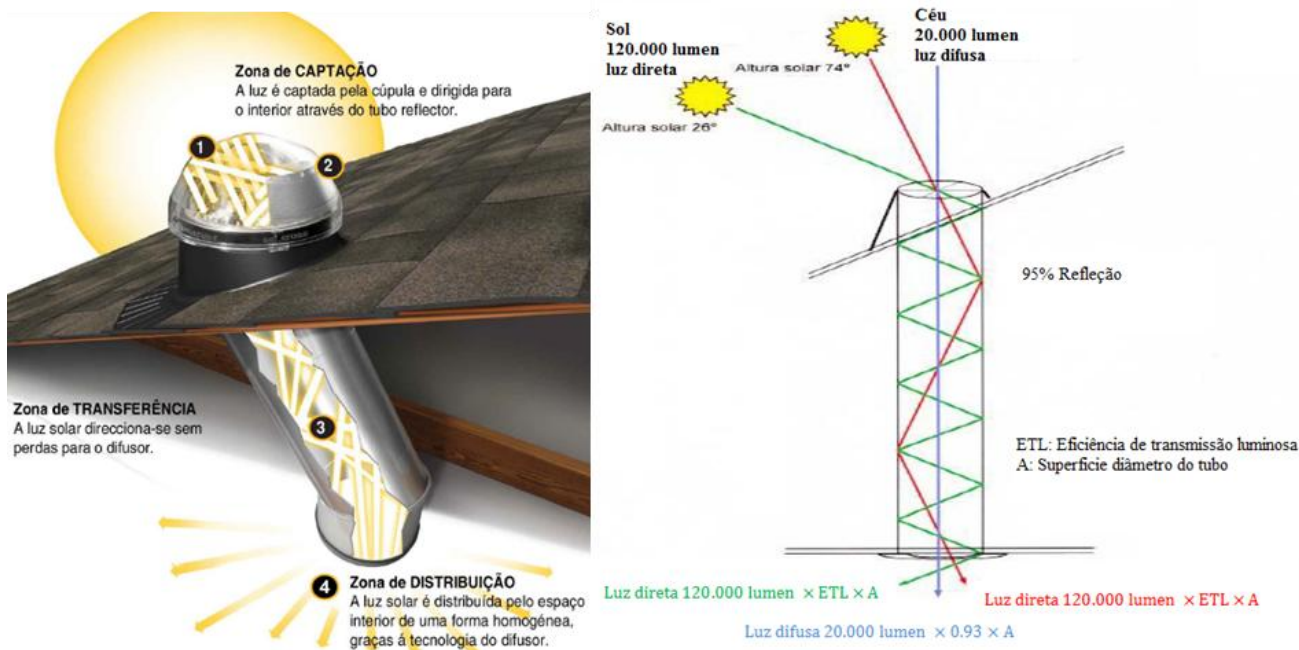 Zona de CAPTAÇÃO
A luz é captada pela cúpula e dirigida para
o interior através do tubo reflector.
1
2
Zona de TRANSFERÊNCIA
A luz solar direcciona-se sem
perdas para o difusor.
3
4
Zona de DISTRIBUIÇÃO
A luz solar é distribuída pelo espaço
interior de uma forma homogénea,
graças á tecnologia do difusor.
Sol
120.000 lumen
luz direta
Altura solar 74°
Altura solar 26°
Céu
20.000 lumen
luz difusa
95% Refleção
ETL: Eficiência de transmissão luminosa
A: Superficie diâmetro do tubo
Luz direta 120.000 lumen × ETL × A
Luz direta 120.000 lumen × ETL × A
Luz difusa 20.000 lumen × 0.93 × A